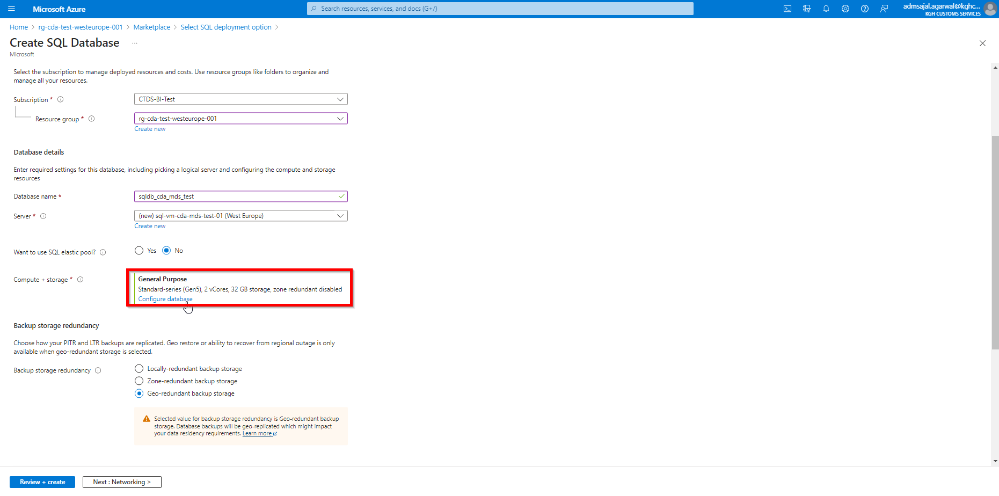 Microsoft Azure
Search resources, services, and docs (G+/)
admsajal.agarwal@kghc...
KGH CUSTOMS SERVICES
Home > rg-cda-test-westeurope-001 > Marketplace > Select SQL deployment option >
Create SQL Database ...
Microsoft
Select the subscription to manage deployed resources and costs. Use resource groups like folders to organize and
manage all your resources.
Subscription *
CTDS-BI-Test
Resource group *
rg-cda-test-westeurope-001
Create new
Database details
Enter required settings for this database, including picking a logical server and configuring the compute and storage
resources
Database name *
sqldb_cda_mds_test
Server *
(new) sql-vm-cda-mds-test-01 (West Europe)
Create new
Want to use SQL elastic pool?
Yes No
Compute + storage *
General Purpose
Standard-series (Gen5), 2 vCores, 32 GB storage, zone redundant disabled
Configure database
Backup storage redundancy
Choose how your PITR and LTR backups are replicated. Geo restore or ability to recover from regional outage is only
available when geo-redundant storage is selected.
Backup storage redundancy
Locally-redundant backup storage
Zone-redundant backup storage
Geo-redundant backup storage
Selected value for backup storage redundancy is Geo-redundant backup
storage. Database backups will be geo-replicated which might impact
your data residency requirements. Learn more
Review + create
Next : Networking >